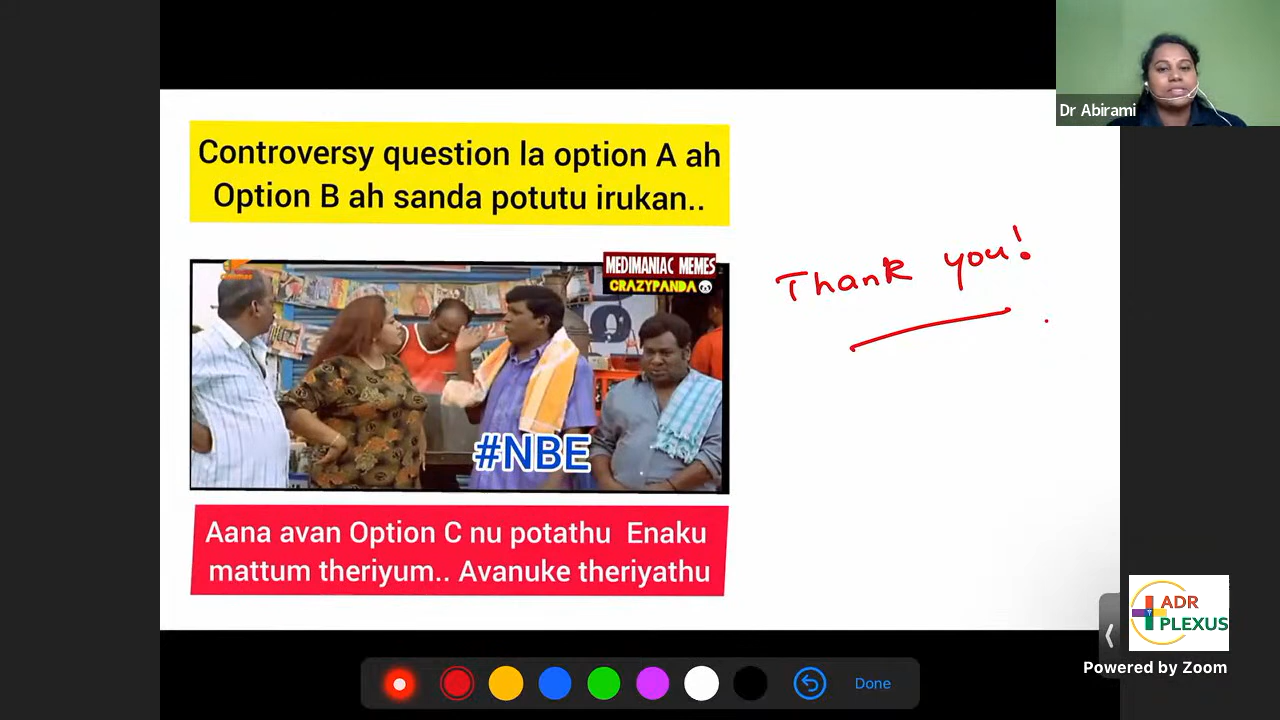 Dr Abirami
Controversy question la option A ah
Option B ah sanda potutu irukan..
MEDIMANIAC MEMES
CRAZYPANDA
#NBE
Thank you!
Aana avan Option C nu potathu Enaku
mattum theriyum.. Avanuke theriyathu
ADR
PLEXUS
Powered by Zoom
Done